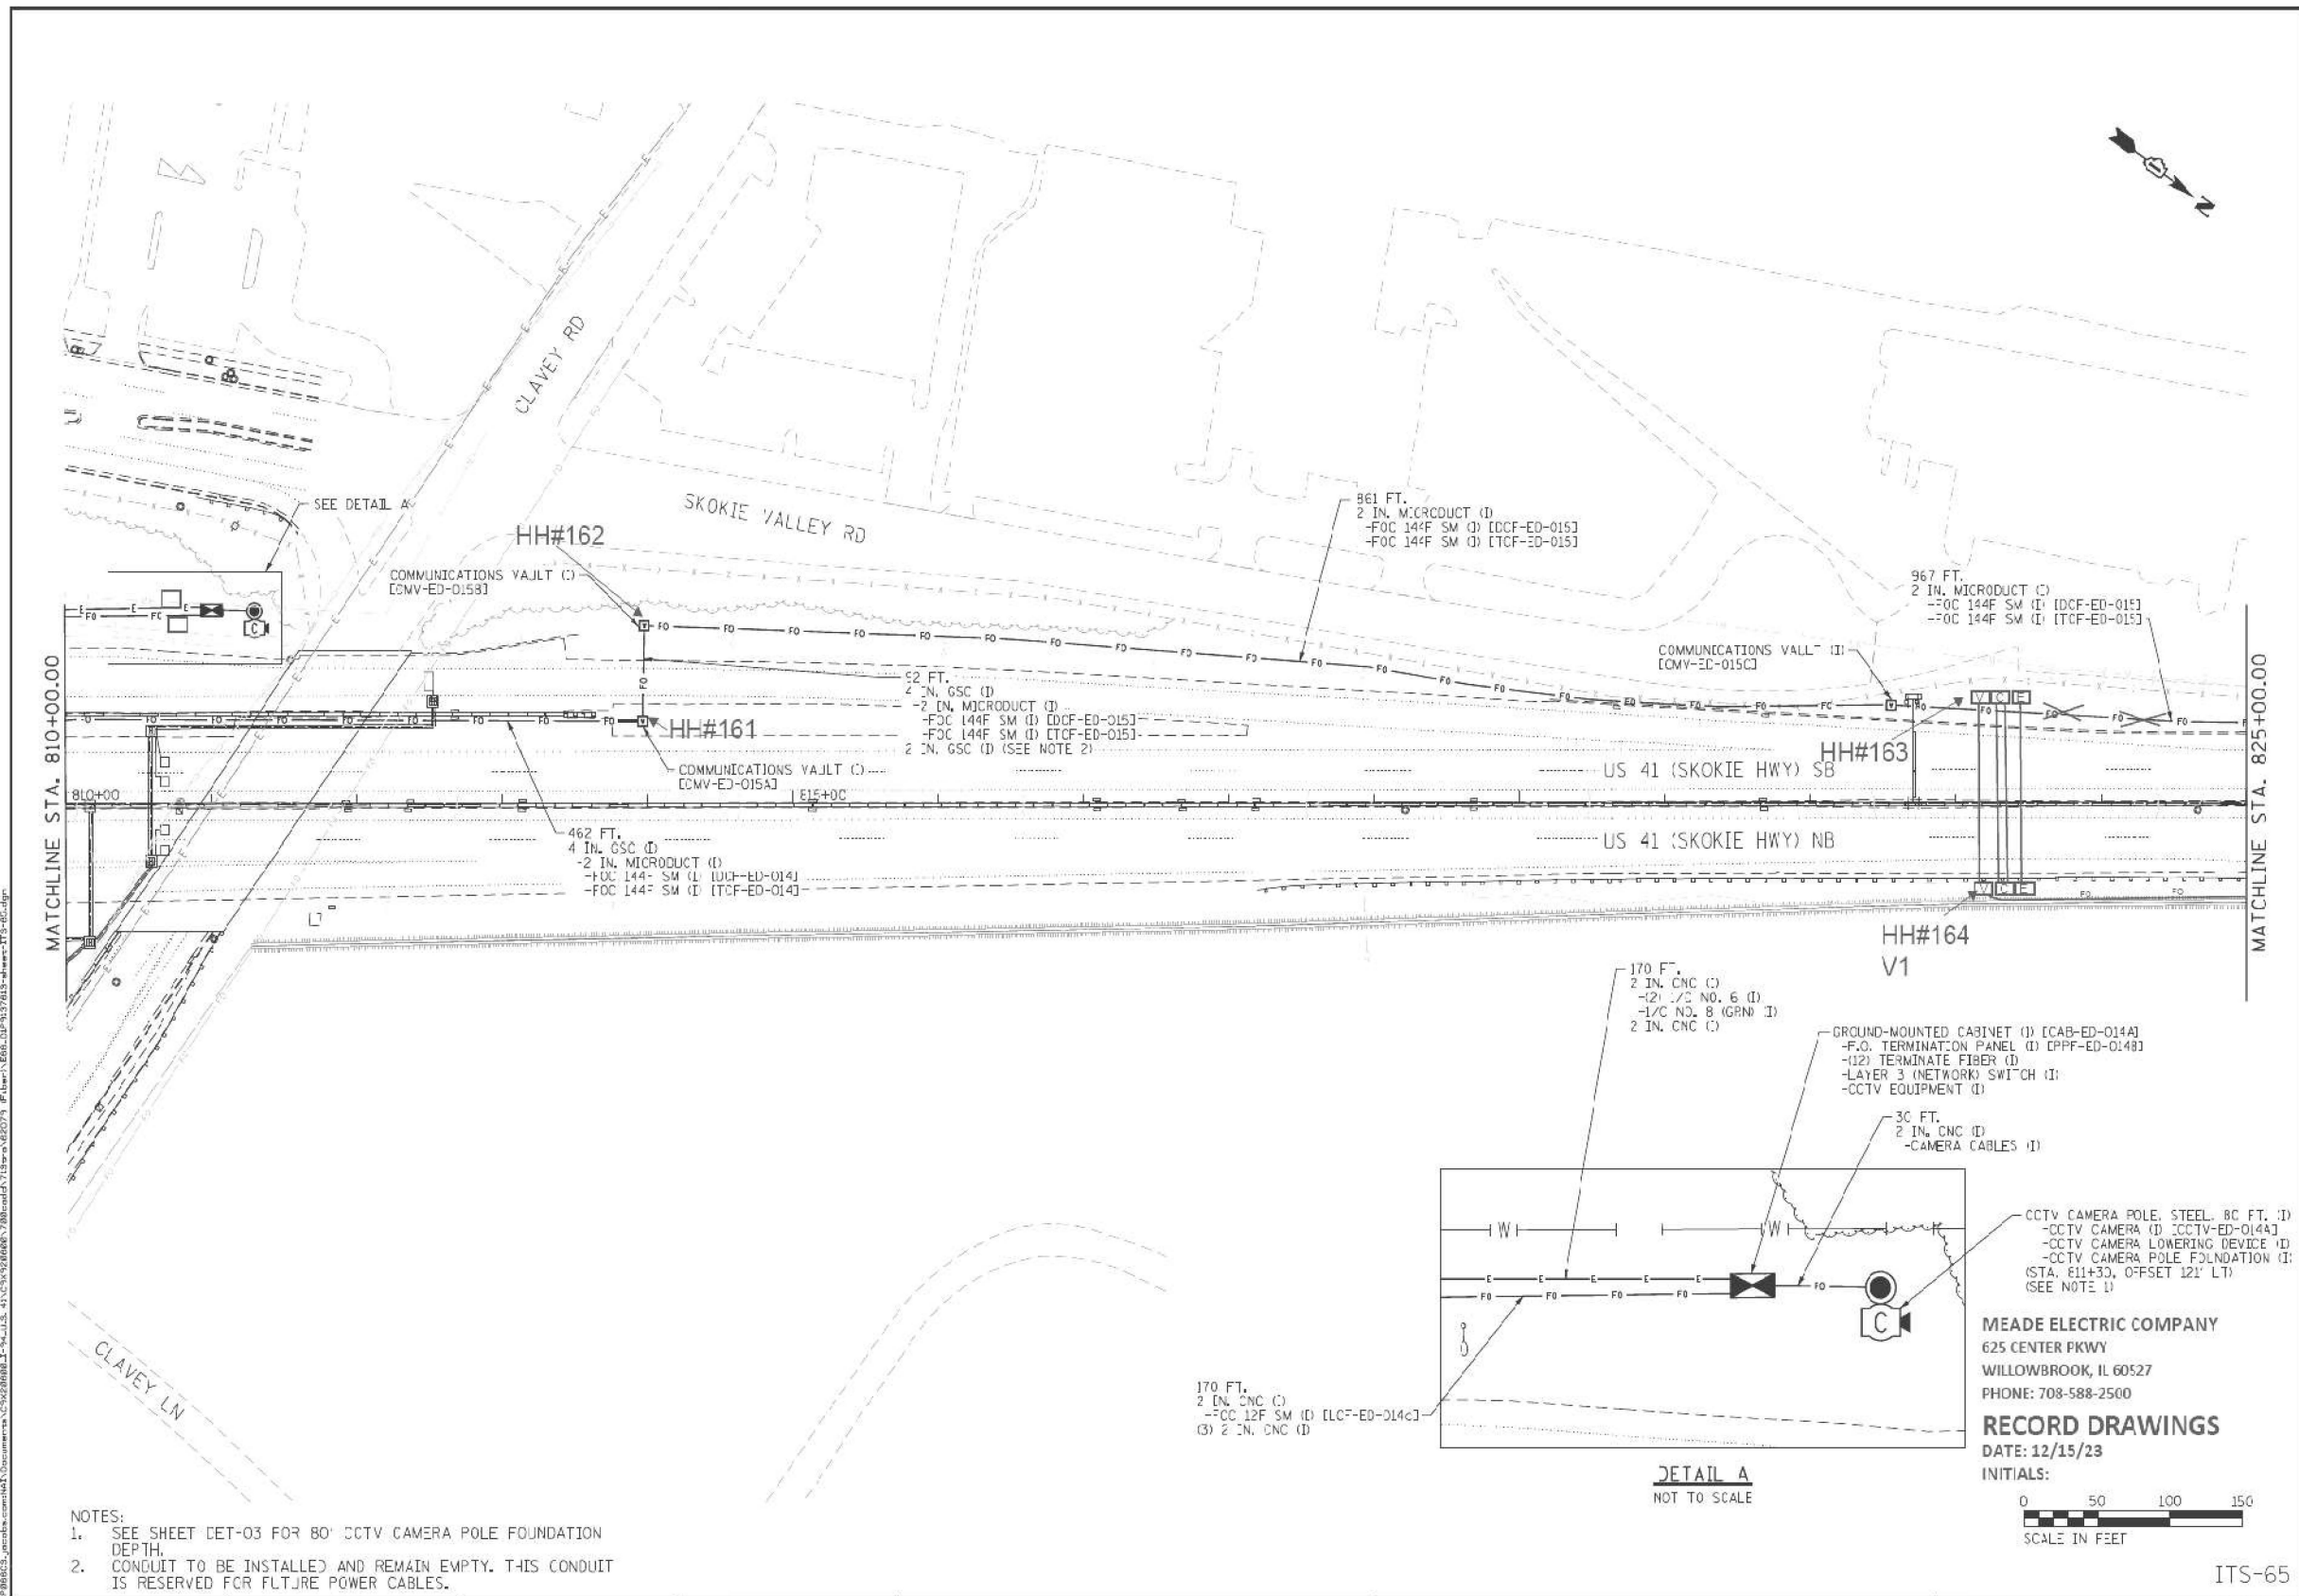 CLAVEY RD
SEE DETAIL A
HH#162
SKOKIE VALLEY RD
COMMUNICATIONS VAULT (I)
[CMV-ED-015B]
861 FT.
2 IN. MICRODUCT (I)
-FOC 144F SM (I) [DCF-ED-015]
-FOC 144F SM (I) [TCF-ED-015]
967 FT.
2 IN. MICRODUCT (I)
-FOC 144F SM (I) [DCF-ED-015]
-FOC 144F SM (I) [TCF-ED-015]
COMMUNICATIONS VAULT (I)
[CMV-ED-015C]
MATCHLINE STA. 810+00.00
92 FT.
4 IN. GSC (I)
-2 IN. MICRODUCT (I)
-FOC 144F SM (I) [DCF-ED-015]
-FOC 144F SM (I) [TCF-ED-015]
2 IN. GSC (I) (SEE NOTE 2)
HH#161
COMMUNICATIONS VAULT (I)
[CMV-ED-015A]
HH#163
US 41 (SKOKIE HWY) SB
810+00
815+00
MATCHLINE STA. 825+00.00
462 FT.
4 IN. GSC (I)
-2 IN. MICRODUCT (I)
-FOC 144F SM (I) [DCF-ED-014]
-FOC 144F SM (I) [TCF-ED-014]
US 41 (SKOKIE HWY) NB
V C E
V C E
HH#164
V1
170 FT.
2 IN. CNC (I)
-(2) 1/C NO. 6 (I)
-1/C NO. 8 (GRN) (I)
2 IN. CNC (I)
GROUND-MOUNTED CABINET (I) [CAB-ED-014A]
-F.O. TERMINATION PANEL (I) [PPF-ED-014B]
-(12) TERMINATE FIBER (I)
-LAYER 3 (NETWORK) SWITCH (I)
-CCTV EQUIPMENT (I)
30 FT.
2 IN. CNC (I)
-CAMERA CABLES (I)
W W
E E E E E
FO FO FO FO FO
C
CCTV CAMERA POLE, STEEL, 80 FT. (I)
-CCTV CAMERA (I) [CCTV-ED-014A]
-CCTV CAMERA LOWERING DEVICE (I)
-CCTV CAMERA POLE FOUNDATION (I)
(STA. 811+30, OFFSET 121' LT)
(SEE NOTE 1)
170 FT.
2 IN. CNC (I)
-FOC 12F SM (I) [LCF-ED-014c]
(3) 2 IN. CNC (I)
DETAIL A
NOT TO SCALE
CLAVEY LN
MEADE ELECTRIC COMPANY
625 CENTER PKWY
WILLOWBROOK, IL 60527
PHONE: 708-588-2500
RECORD DRAWINGS
DATE: 12/15/23
INITIALS:
0 50 100 150
SCALE IN FEET
NOTES:
1. SEE SHEET DET-03 FOR 80' CCTV CAMERA POLE FOUNDATION
DEPTH.
2. CONDUIT TO BE INSTALLED AND REMAIN EMPTY. THIS CONDUIT
IS RESERVED FOR FUTURE POWER CABLES.
ITS-65
N